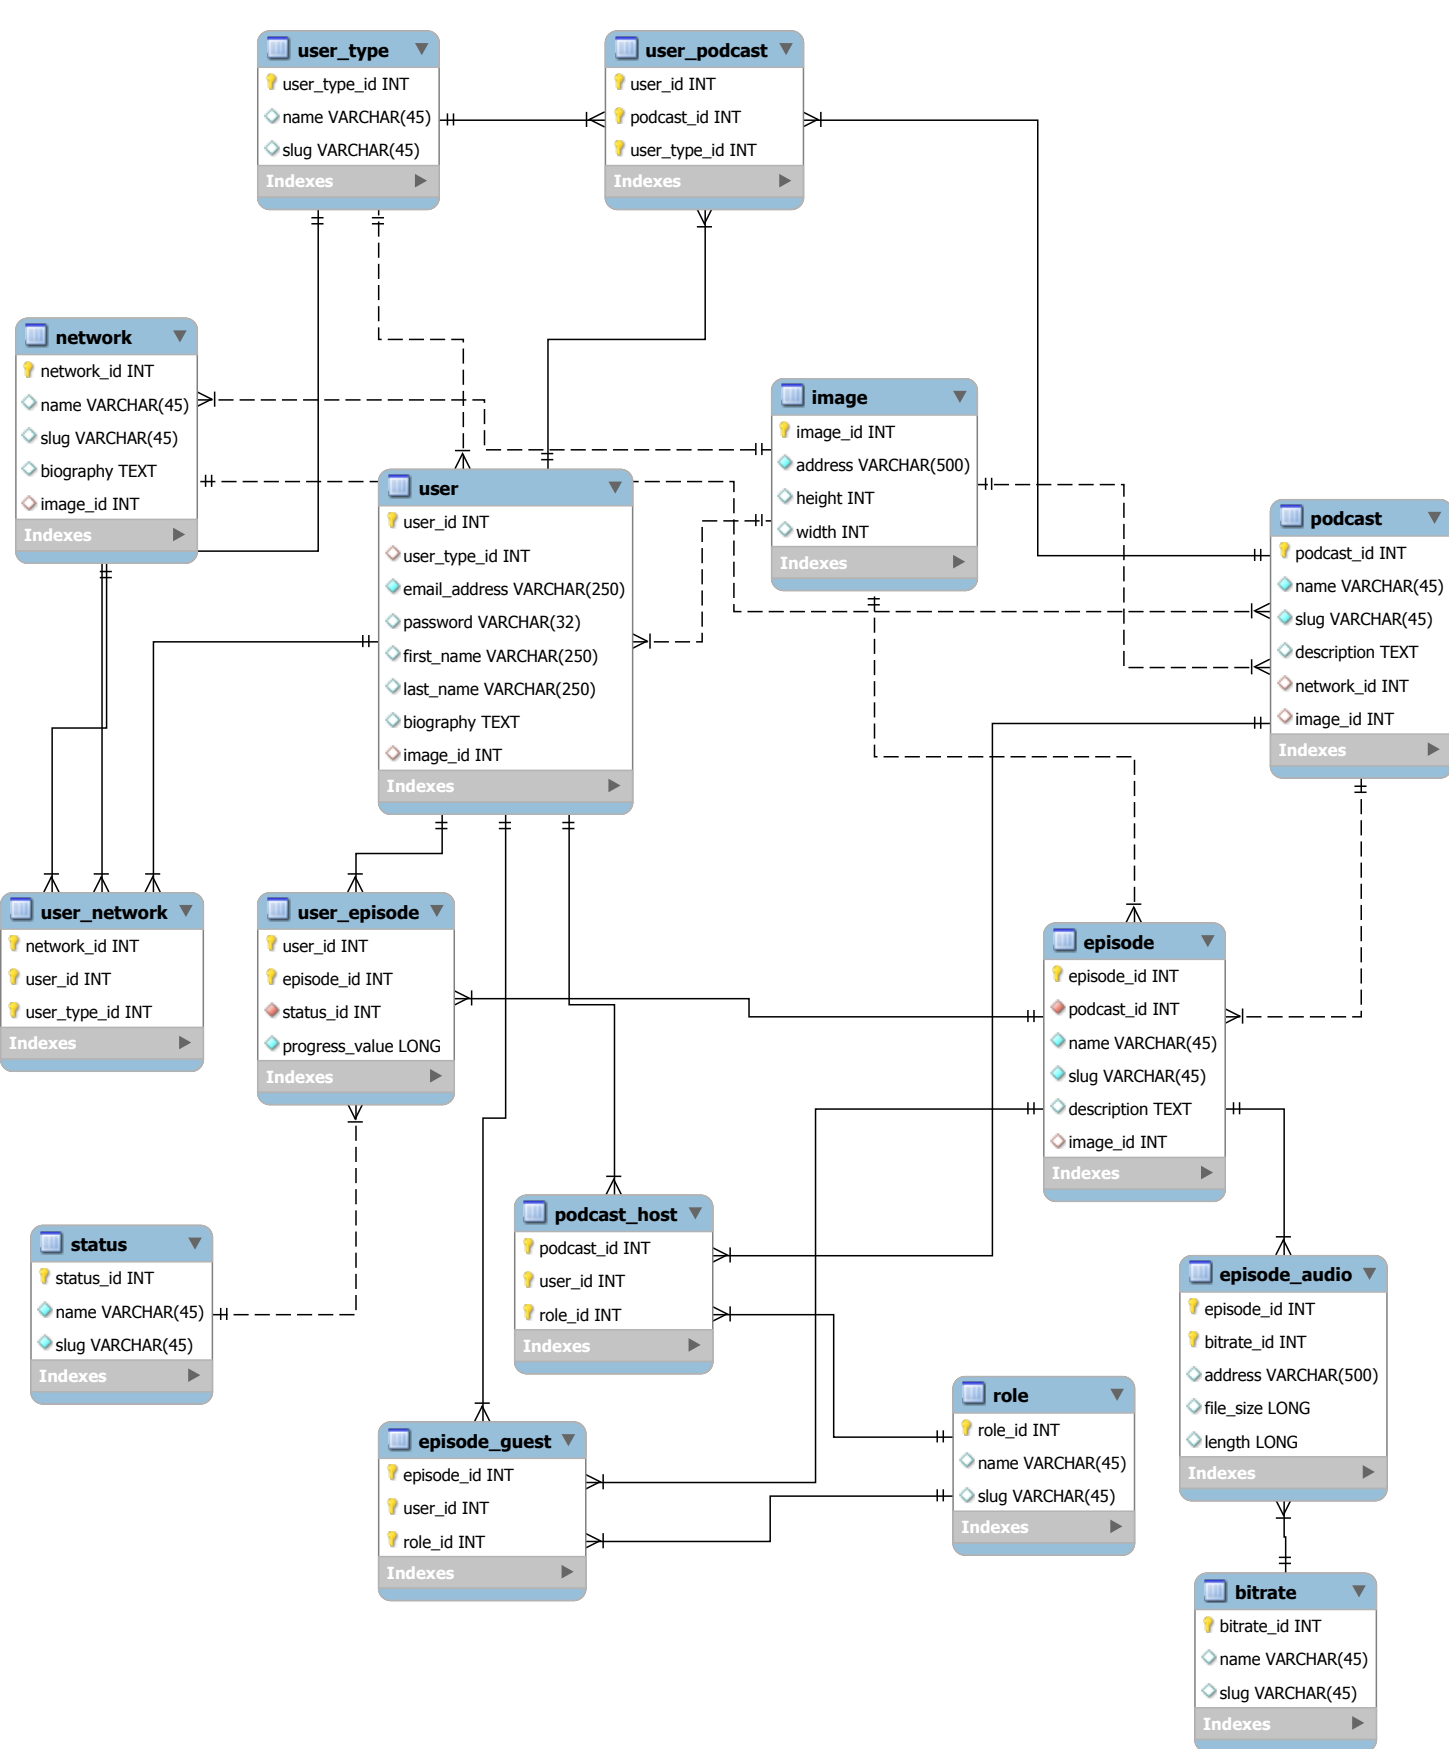 user_type
user_type_id INT
name VARCHAR(45)
slug VARCHAR(45)
Indexes
user_podcast
user_id INT
podcast_id INT
user_type_id INT
Indexes
network
network_id INT
name VARCHAR(45)
slug VARCHAR(45)
biography TEXT
image_id INT
Indexes
image
image_id INT
address VARCHAR(500)
height INT
width INT
Indexes
user
user_id INT
user_type_id INT
email_address VARCHAR(250)
password VARCHAR(32)
first_name VARCHAR(250)
last_name VARCHAR(250)
biography TEXT
image_id INT
Indexes
podcast
podcast_id INT
name VARCHAR(45)
slug VARCHAR(45)
description TEXT
network_id INT
image_id INT
Indexes
user_network
network_id INT
user_id INT
user_type_id INT
Indexes
user_episode
user_id INT
episode_id INT
status_id INT
progress_value LONG
Indexes
episode
episode_id INT
podcast_id INT
name VARCHAR(45)
slug VARCHAR(45)
description TEXT
image_id INT
Indexes
status
status_id INT
name VARCHAR(45)
slug VARCHAR(45)
Indexes
podcast_host
podcast_id INT
user_id INT
role_id INT
Indexes
episode_audio
episode_id INT
bitrate_id INT
address VARCHAR(500)
file_size LONG
length LONG
Indexes
role
role_id INT
name VARCHAR(45)
slug VARCHAR(45)
Indexes
episode_guest
episode_id INT
user_id INT
role_id INT
Indexes
bitrate
bitrate_id INT
name VARCHAR(45)
slug VARCHAR(45)
Indexes